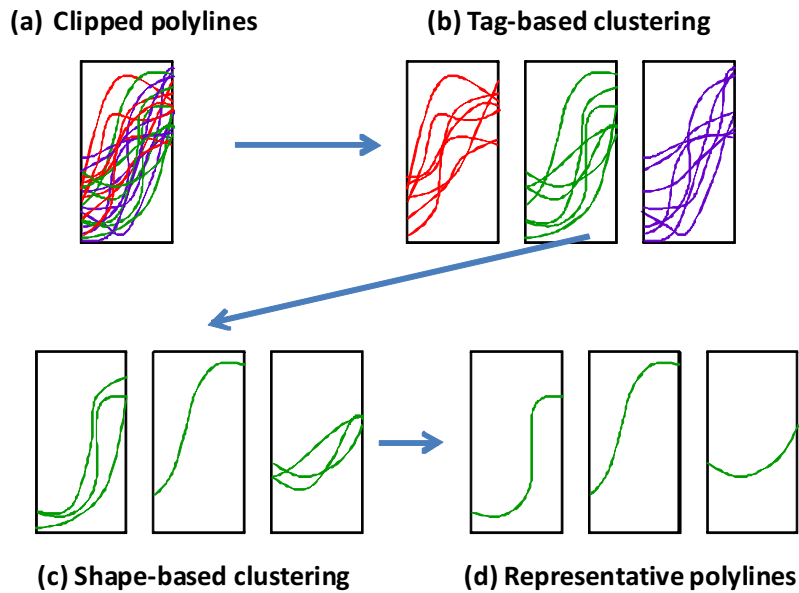 (a) Clipped polylines
(b) Tag-based clustering
(c) Shape-based clustering
(d) Representative polylines